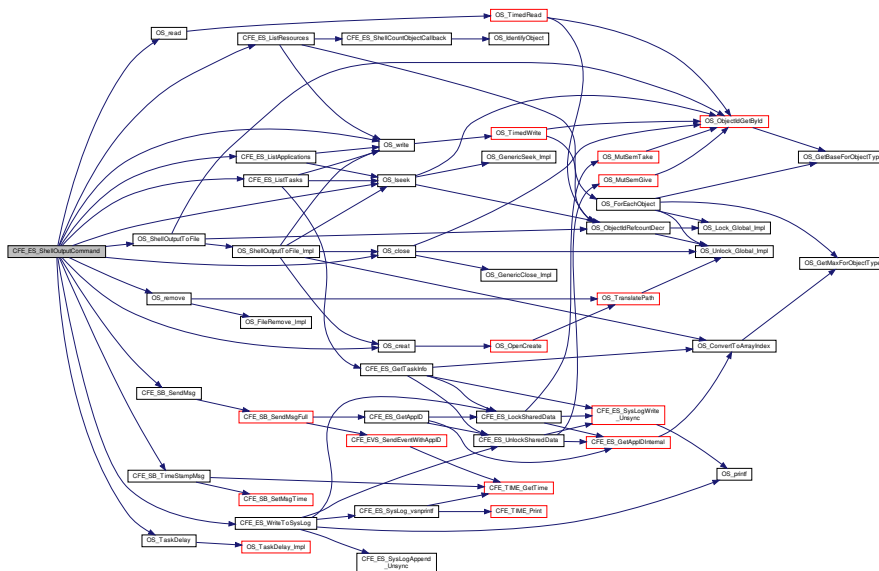 OS_TimedRead
OS_read
CFE_ES_ListResources
CFE_ES_ShellCountObjectCallback
OS_IdentifyObject
OS_ObjectIdGetById
OS_TimedWrite
OS_write
CFE_ES_ListApplications
OS_GenericSeek_Impl
OS_MutSemTake
OS_GetBaseForObjectType
CFE_ES_ListTasks
OS_lseek
OS_MutSemGive
OS_ForEachObject
OS_ObjectIdRefcountDecr
OS_Lock_Global_Impl
OS_ShellOutputToFile
CFE_ES_ShellOutputCommand
OS_ShellOutputToFile_Impl
OS_close
OS_Unlock_Global_Impl
OS_GetMaxForObjectType
OS_GenericClose_Impl
OS_remove
OS_TranslatePath
OS_FileRemove_Impl
OS_creat
OS_OpenCreate
OS_ConvertToArrayIndex
CFE_ES_GetTaskInfo
CFE_SB_SendMsg
CFE_SB_SendMsgFull
CFE_ES_GetAppID
CFE_ES_LockSharedData
CFE_ES_SysLogWrite
_Unsync
CFE_EVS_SendEventWithAppID
CFE_ES_UnlockSharedData
CFE_ES_GetAppIDInternal
CFE_SB_TimeStampMsg
OS_printf
CFE_TIME_GetTime
CFE_SB_SetMsgTime
CFE_ES_SysLog_vsnprintf
CFE_TIME_Print
CFE_ES_WriteToSysLog
OS_TaskDelay
OS_TaskDelay_Impl
CFE_ES_SysLogAppend
_Unsync